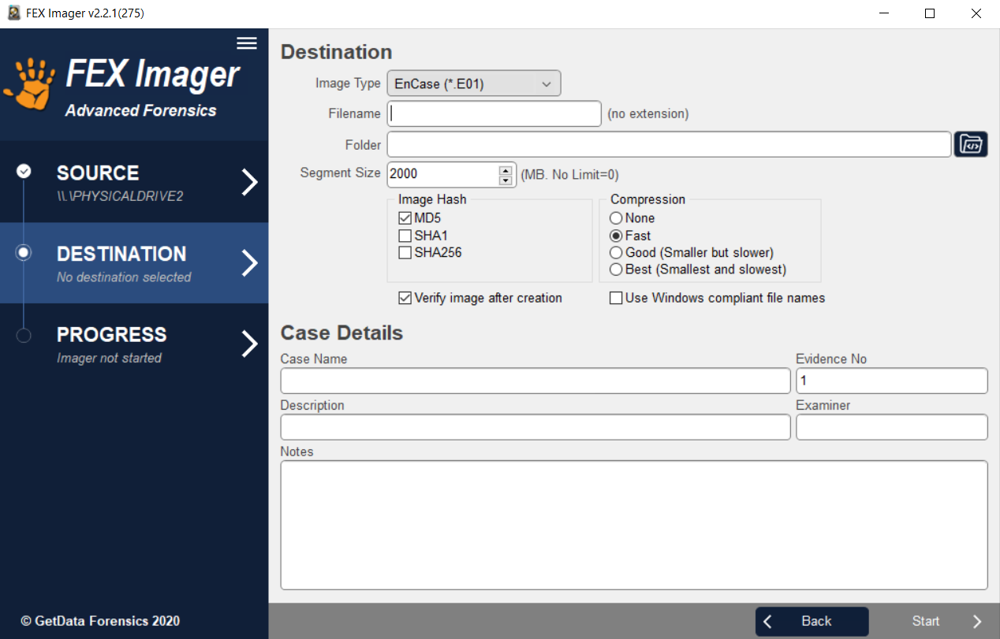 FEX Imager v2.2.1(275)
FEX Imager
Advanced Forensics
SOURCE
\\.\PHYSICALDRIVE2
DESTINATION
No destination selected
PROGRESS
Imager not started
© GetData Forensics 2020
Destination
Image Type EnCase (*.E01)
Filename (no extension)
Folder
Segment Size 2000 (MB. No Limit=0)
Image Hash
MD5
SHA1
SHA256
Compression
None
Fast
Good (Smaller but slower)
Best (Smallest and slowest)
Verify image after creation Use Windows compliant file names
Case Details
Case Name Evidence No
1
Description Examiner
Notes
Back Start